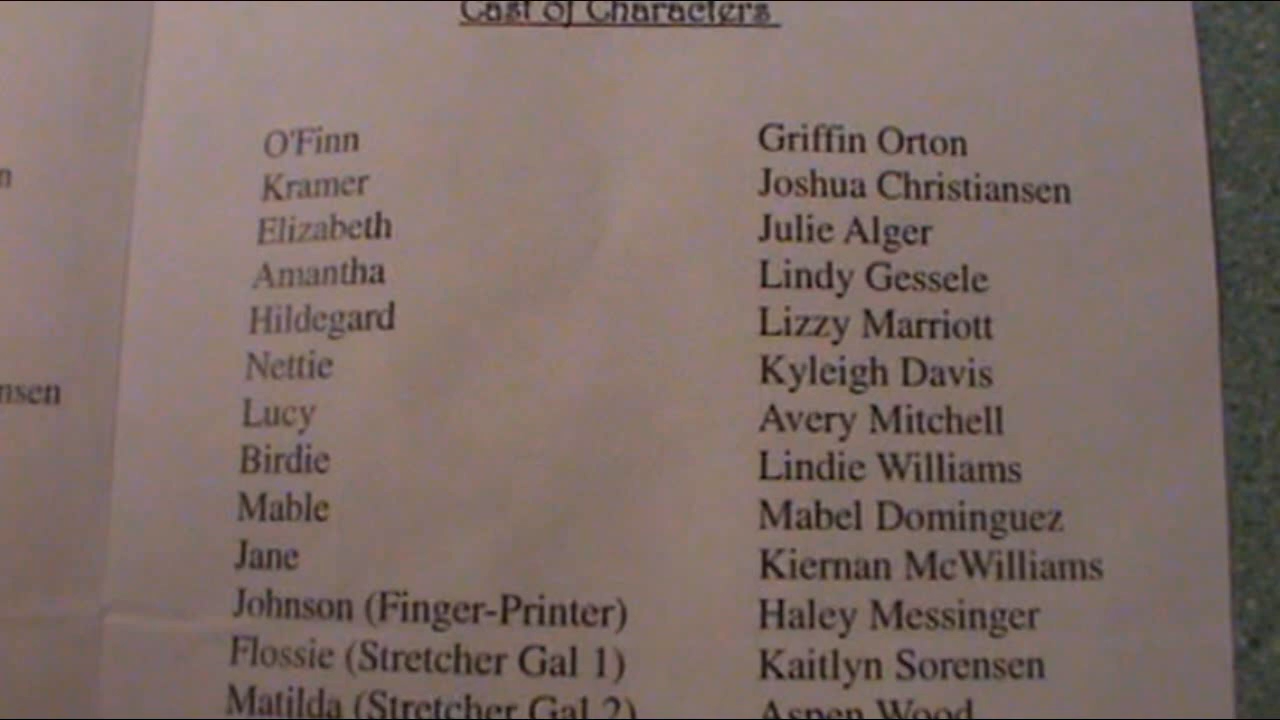 Cast of Characters
O'Finn Griffin Orton
Kramer Joshua Christiansen
Elizabeth Julie Alger
Amantha Lindy Gessele
Hildegard Lizzy Marriott
Nettie Kyleigh Davis
Lucy Avery Mitchell
Birdie Lindie Williams
Mable Mabel Dominguez
Jane Kiernan McWilliams
Johnson (Finger-Printer) Haley Messinger
Flossie (Stretcher Gal 1) Kaitlyn Sorensen
Matilda (Stretcher Gal 2) Aspen Wood